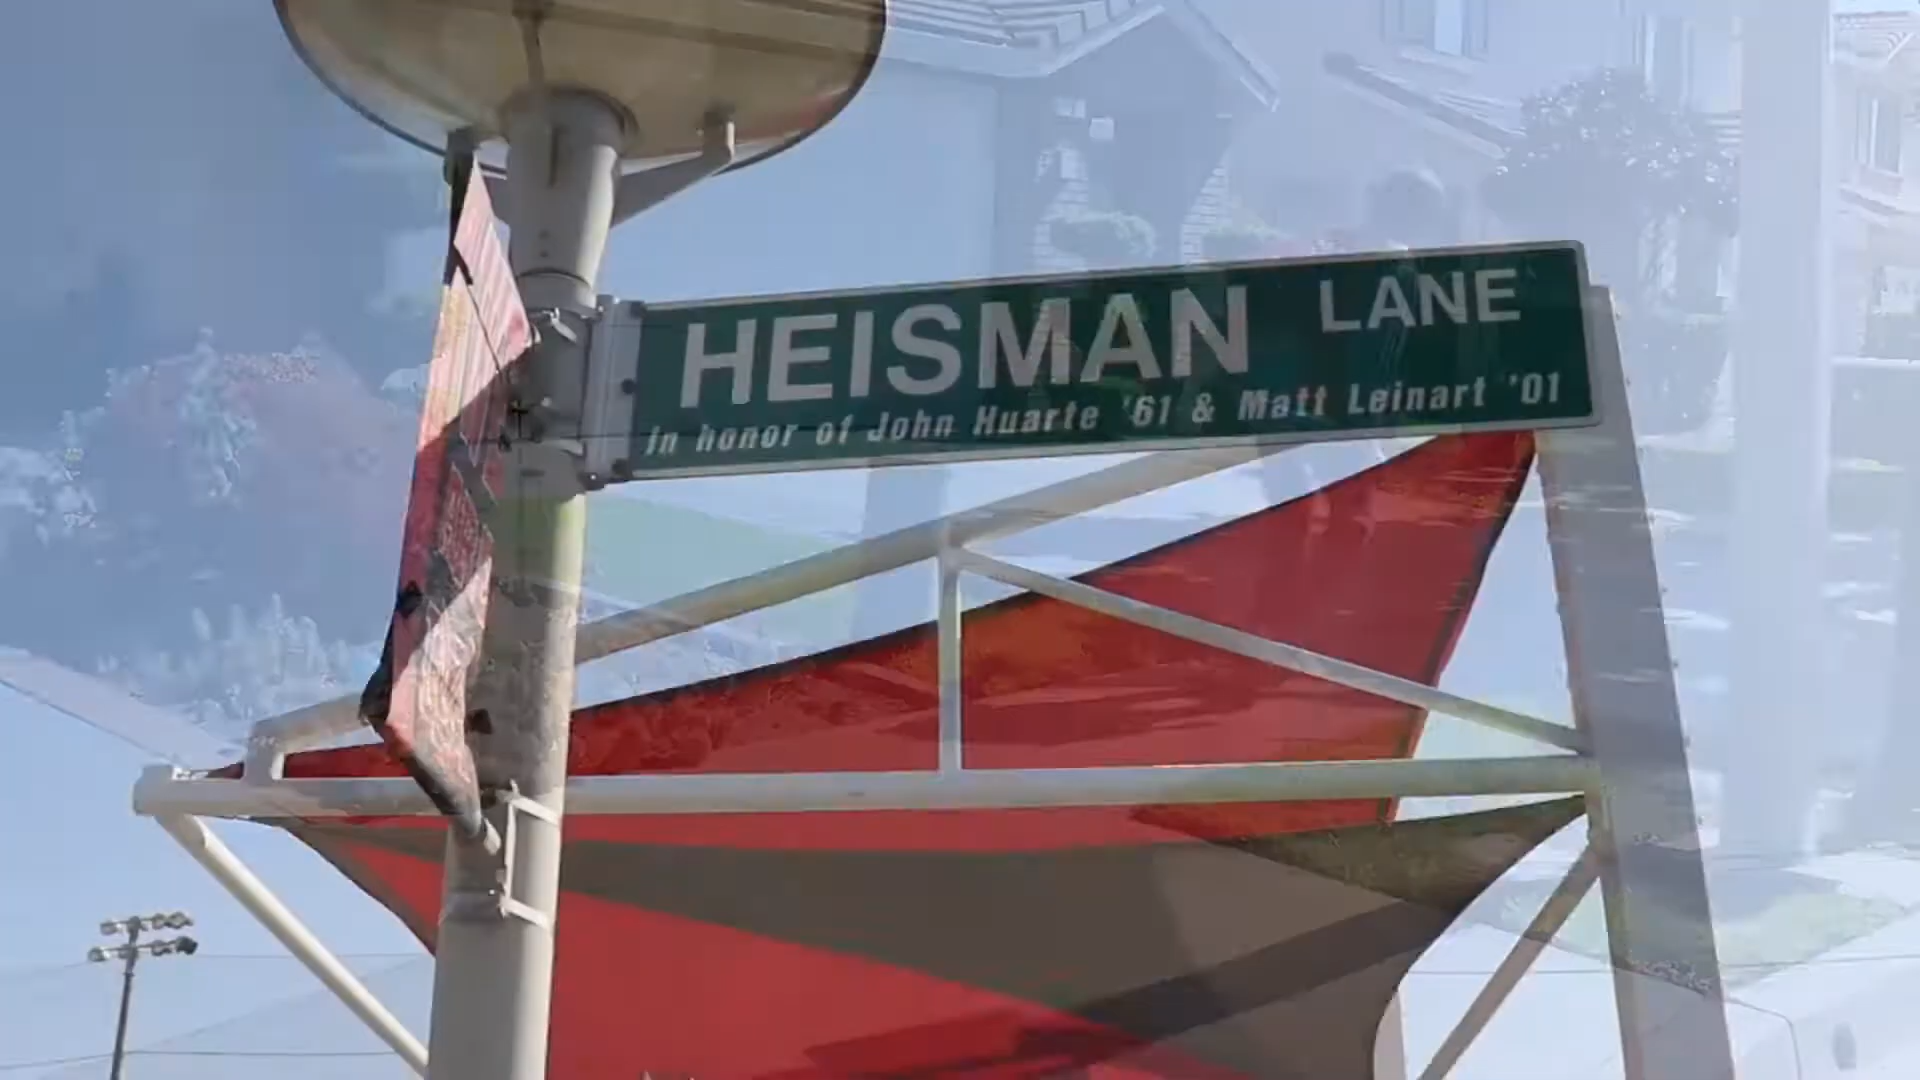 HEISMAN LANE
in honor of John Huarte '61 & Matt Leinart '01